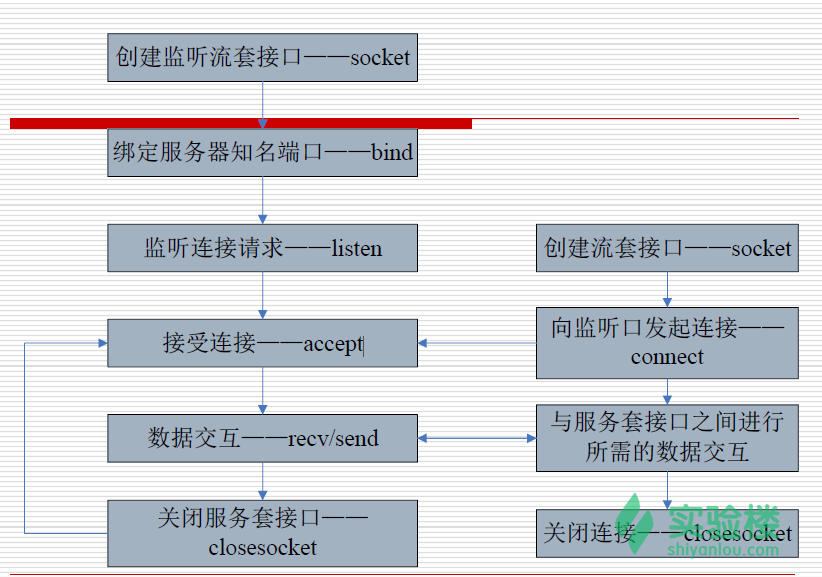 创建监听流套接口——socket
绑定服务器知名端口——bind
监听连接请求——listen
接受连接——accept
数据交互——recv/send
关闭服务套接口——
closesocket
创建流套接口——socket
向监听口发起连接——
connect
与服务套接口之间进行
所需的数据交互
关闭连接——closesocket
实验楼
shiyanlou.com